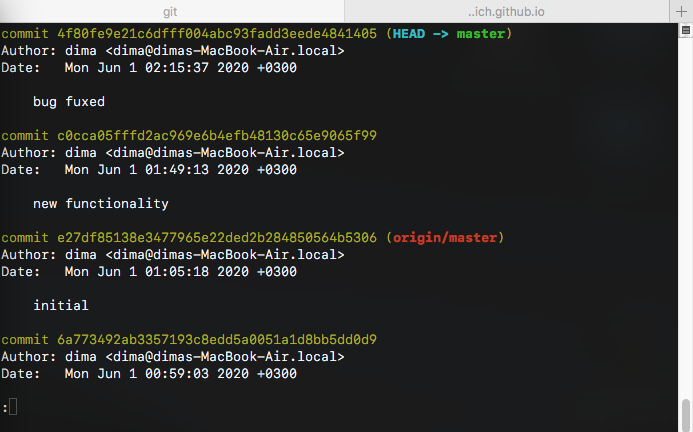 git
..ich.github.io
commit 4f80fe9e21c6dfff004abc93fadd3eede4841405 (HEAD -> master)
Author: dima <dima@dimas-MacBook-Air.local>
Date:   Mon Jun 1 02:15:37 2020 +0300
bug fuxed
commit c0cca05fffd2ac969e6b4efb48130c65e9065f99
Author: dima <dima@dimas-MacBook-Air.local>
Date:   Mon Jun 1 01:49:13 2020 +0300
new functionality
commit e27df85138e3477965e22ded2b284850564b5306 (origin/master)
Author: dima <dima@dimas-MacBook-Air.local>
Date:   Mon Jun 1 01:05:18 2020 +0300
initial
commit 6a773492ab3357193c8edd5a0051a1d8bb5dd0d9
Author: dima <dima@dimas-MacBook-Air.local>
Date:   Mon Jun 1 00:59:03 2020 +0300
: